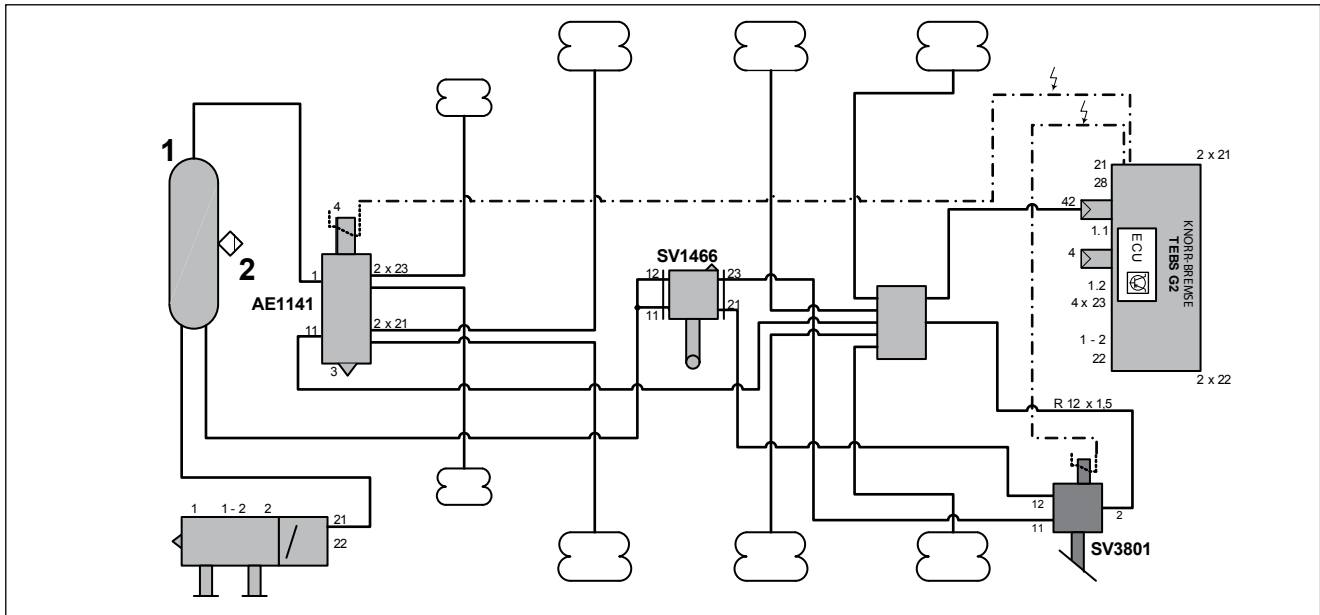 1
2
4
1
AE1141
11
3
2 x 23
2 x 21
SV1466
12
11
23
21
2 x 21
21
28
42
1.1
4
1.2
4 x 23
1 - 2
22
2 x 22
ECU
KNORR-BREMSE
TEBS G2
R 12 x 1,5
12
11
2
SV3801
1
1 - 2
2
21
22